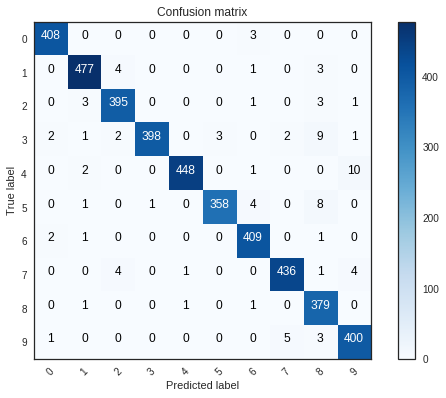 Confusion matrix
0 408 0 0 0 0 0 3 0 0 0
1 0 477 4 0 0 0 1 0 3 0
2 0 3 395 0 0 0 1 0 3 1
3 2 1 2 398 0 3 0 2 9 1
4 0 2 0 0 448 0 1 0 0 10
5 0 1 0 1 0 358 4 0 8 0
6 2 1 0 0 0 0 409 0 1 0
7 0 0 4 0 1 0 0 436 1 4
8 0 1 0 0 1 0 1 0 379 0
9 1 0 0 0 0 0 0 5 3 400
0 1 2 3 4 5 6 7 8 9
True label
Predicted label
400
300
200
100
0